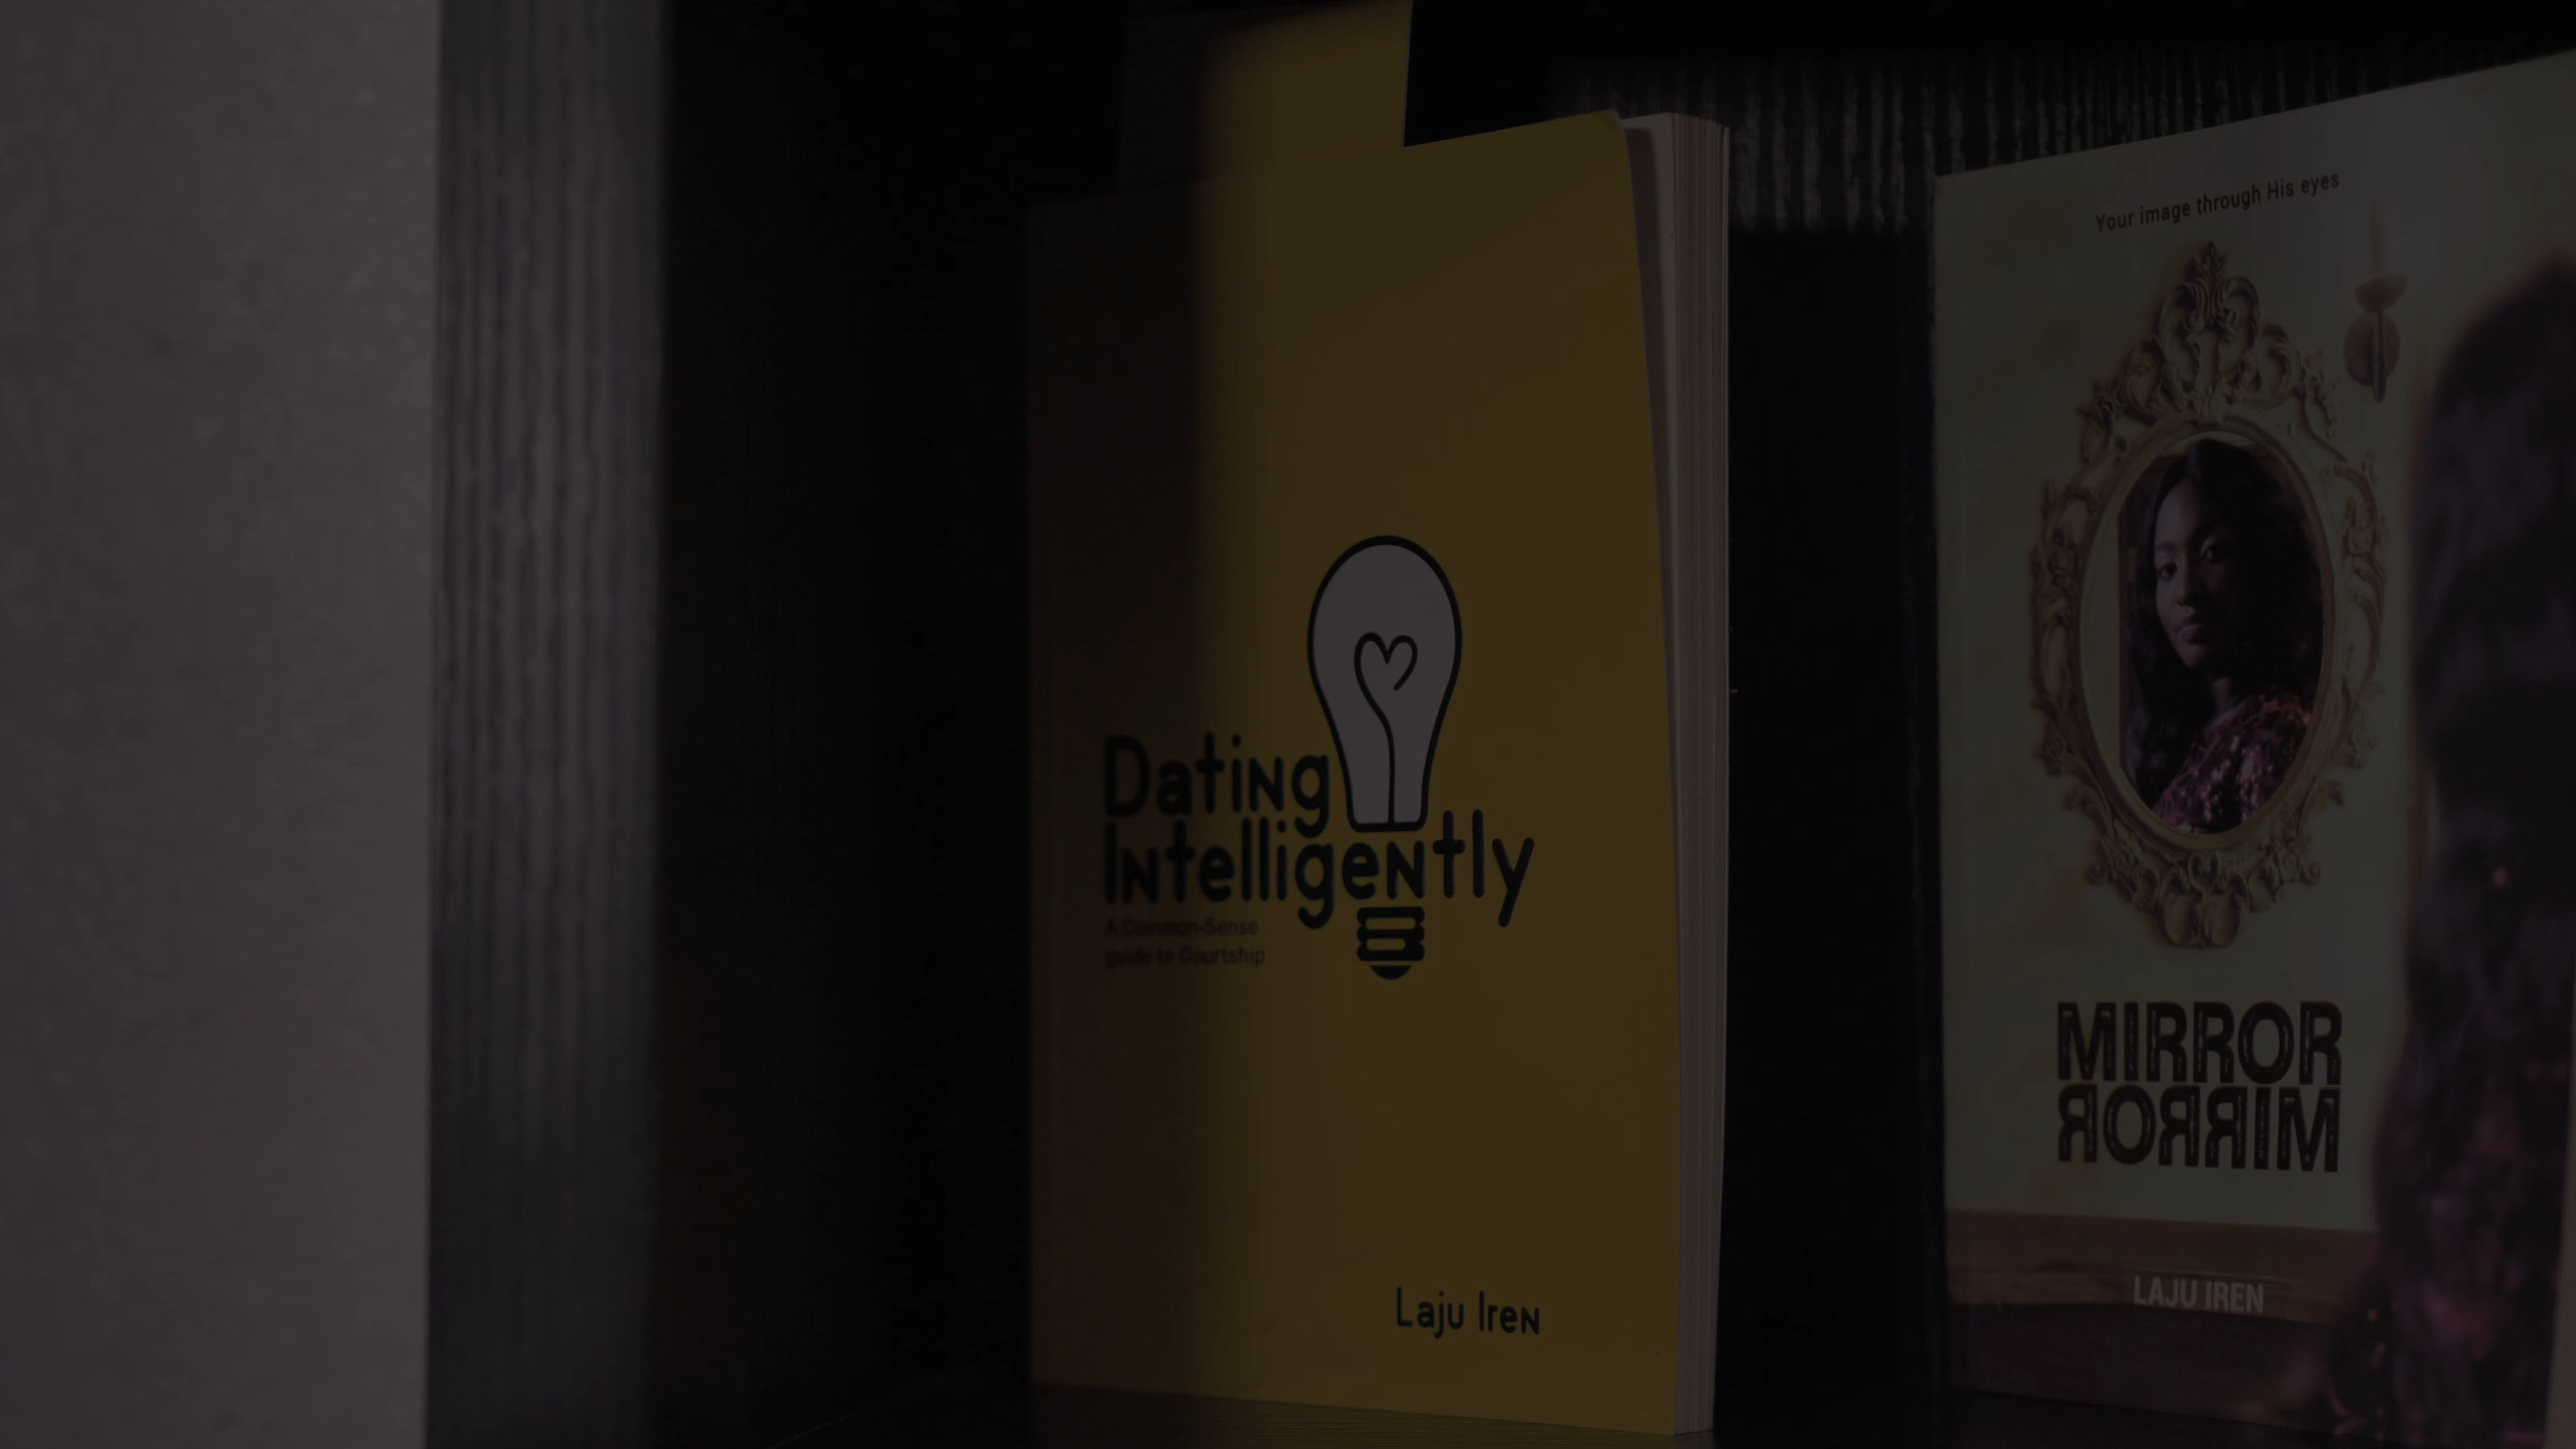 Dating
Intelligently
A Common-Sense
guide to Courtship
Laju Iren
Your image through His eyes
MIRROR
MIRROR
LAJU IREN